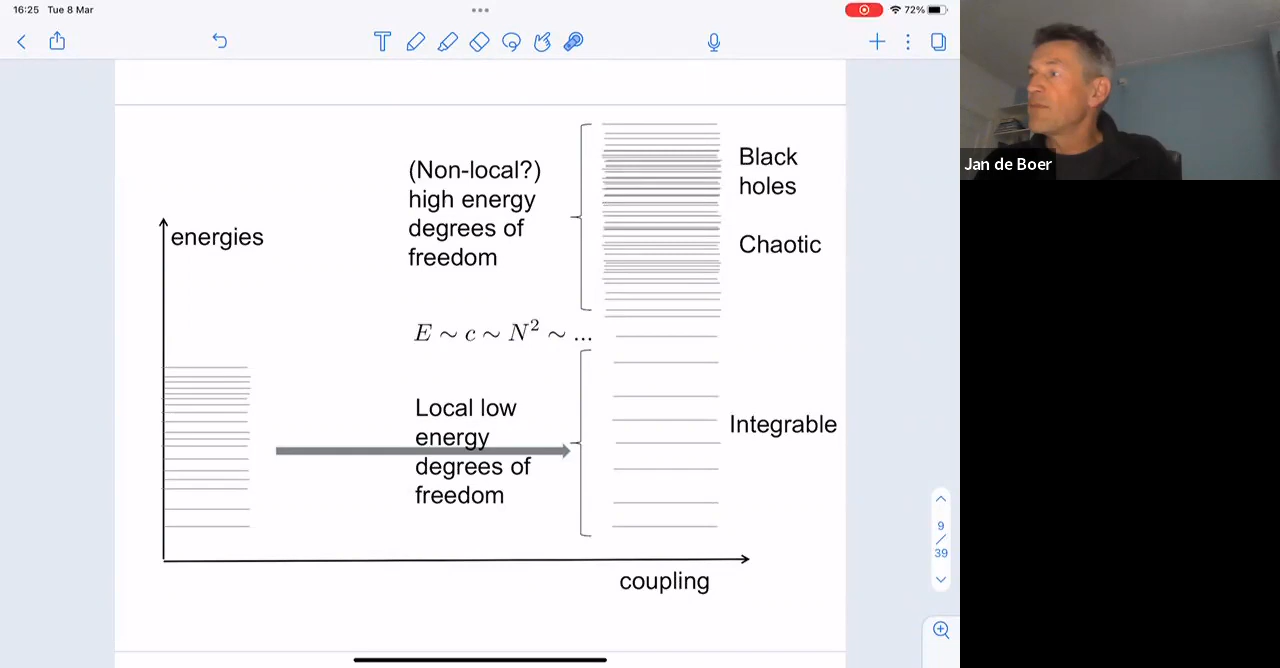 16:25 Tue 8 Mar
72%
(Non-local?)
high energy
degrees of
freedom
Black
holes
Chaotic
energies
E ∼ c ∼ N² ∼ ...
Local low
energy
degrees of
freedom
Integrable
coupling
9
/
39
Jan de Boer